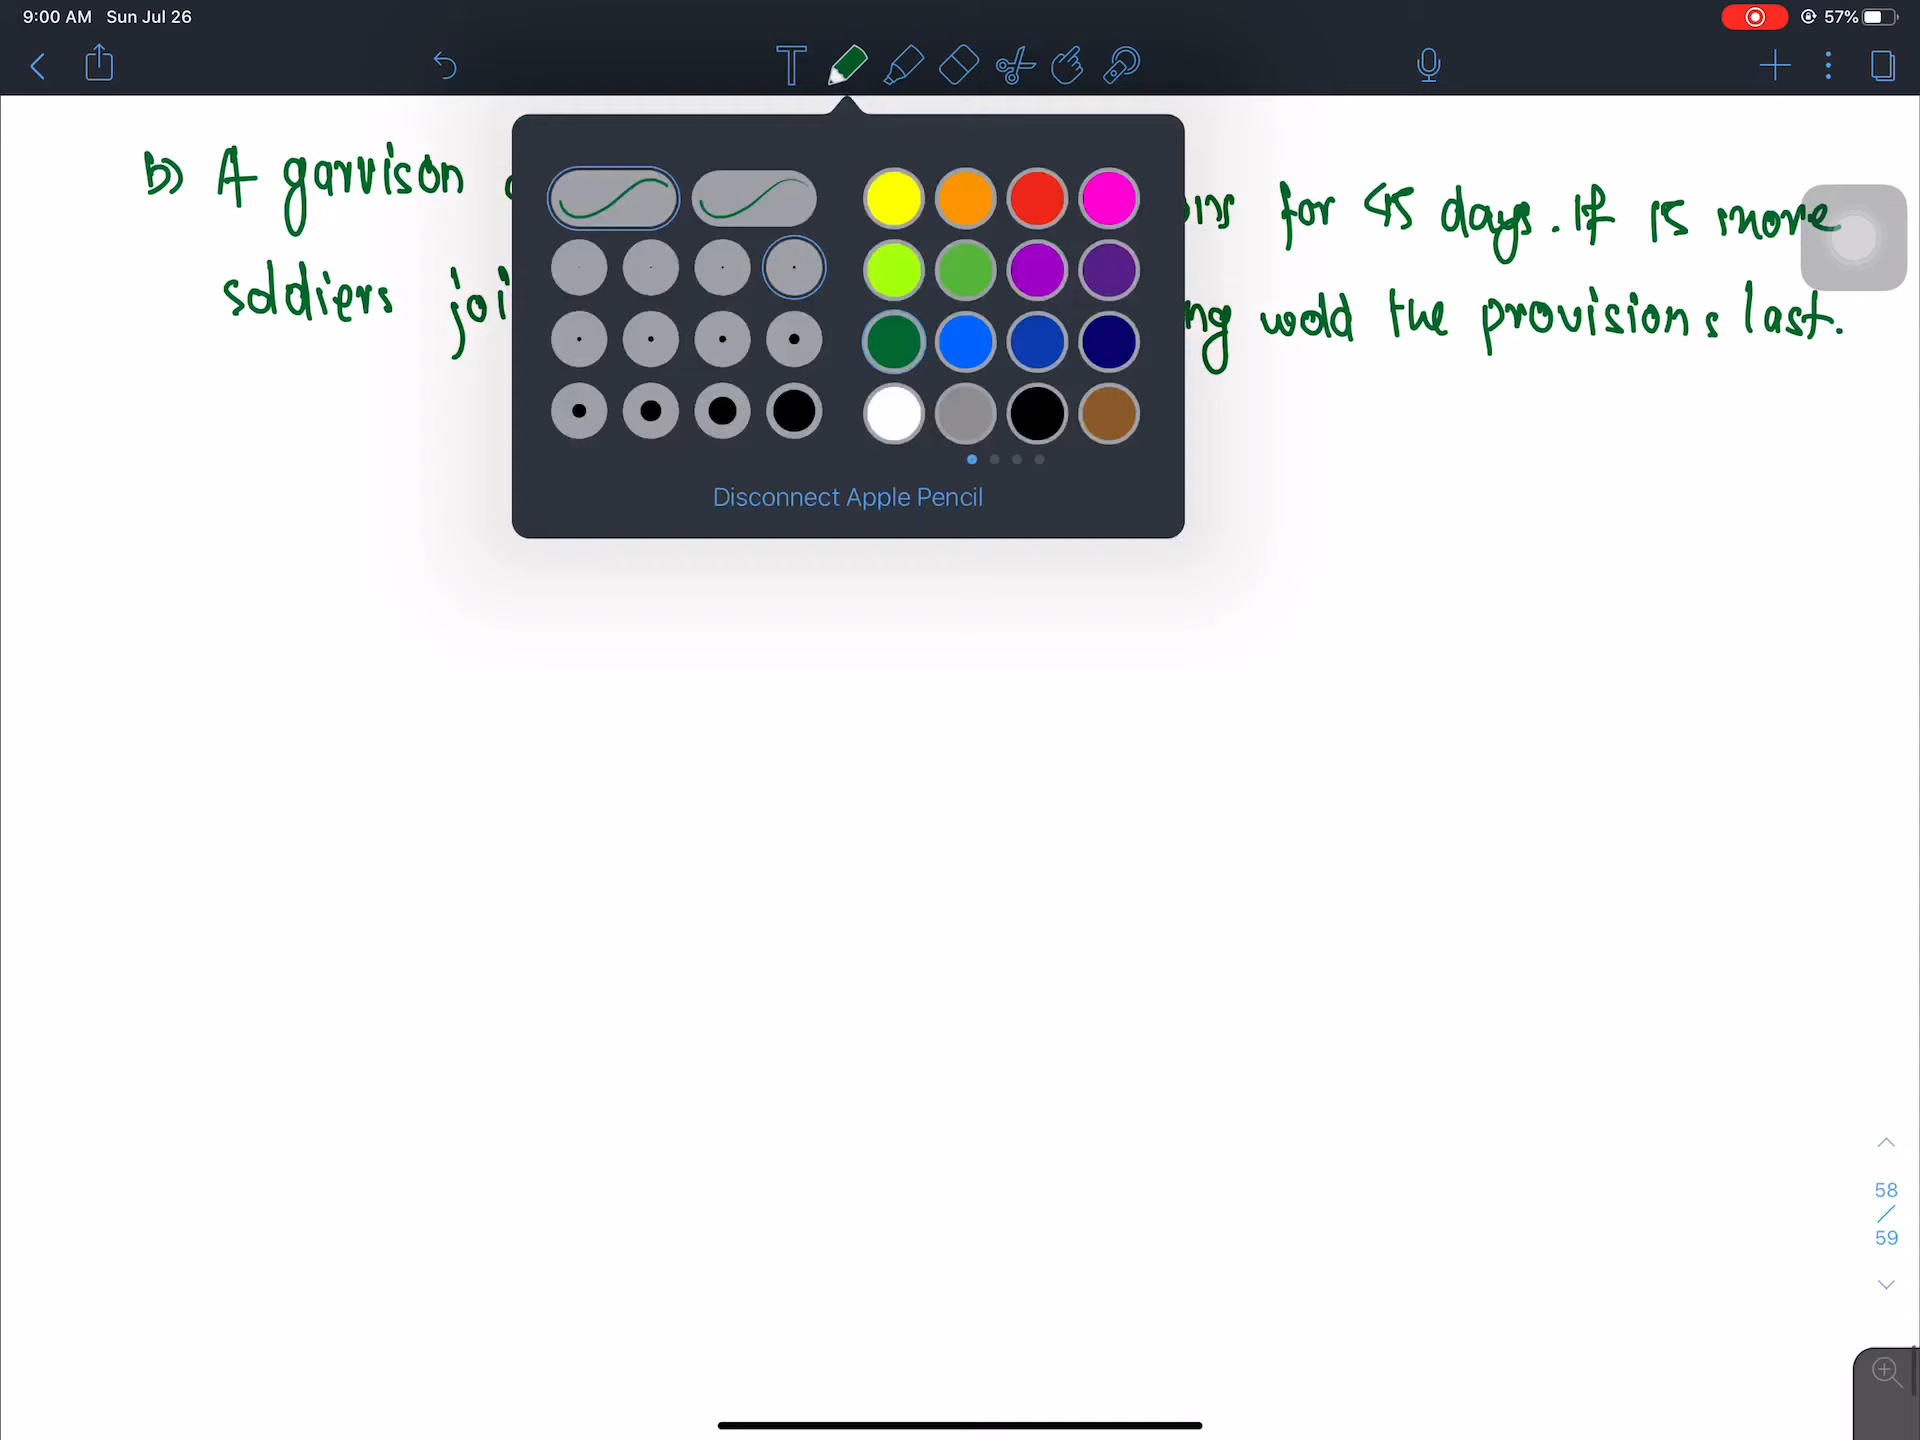 9:00 AM Sun Jul 26
57%
b) A garrison
for 45 days. If 15 more
soldiers joi
wold the provisions last.
Disconnect Apple Pencil
58
/
59